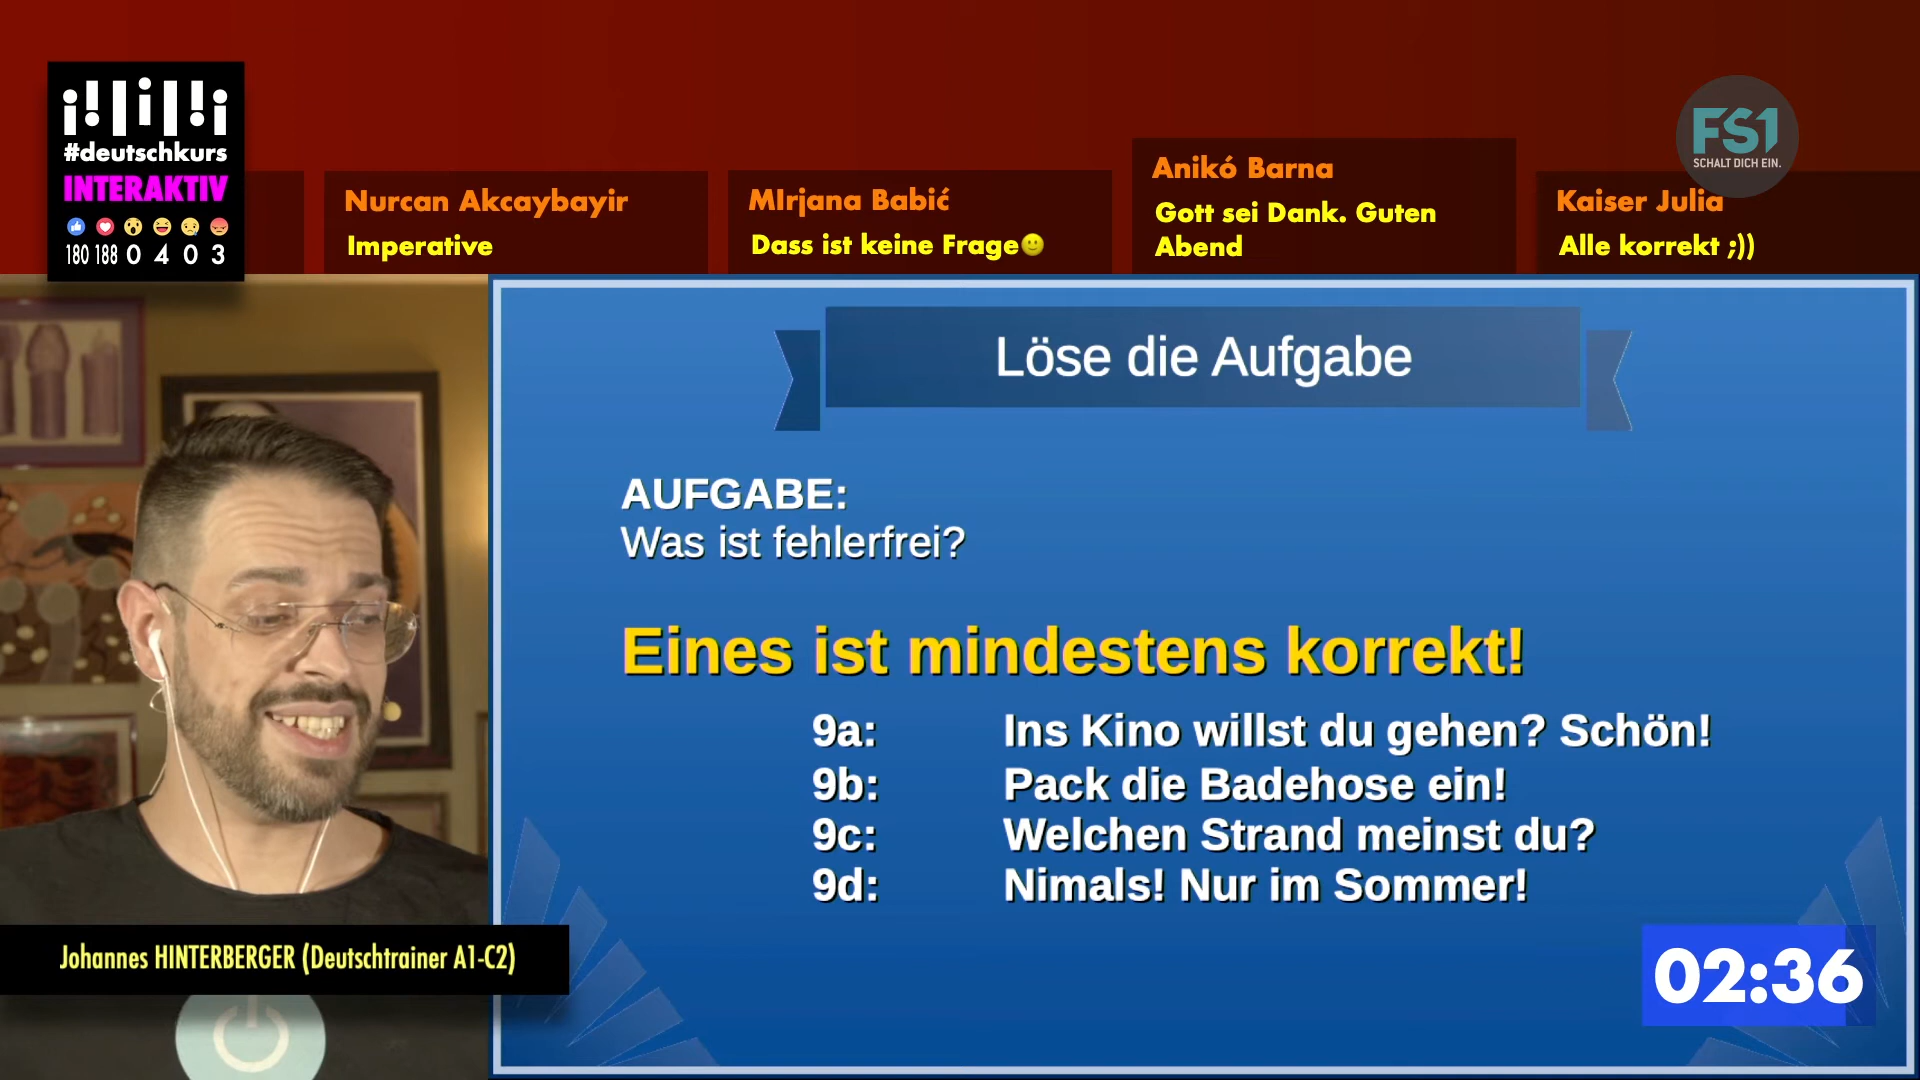 #deutschkurs
INTERAKTIV
180 188 0 4 0 3
Nurcan Akcaybayir
Imperative
MIrjana Babić
Dass ist keine Frage🙂
Anikó Barna
Gott sei Dank. Guten
Abend
Kaiser Julia
Alle korrekt ;))
FS1
SCHALT DICH EIN.
Löse die Aufgabe
AUFGABE:
Was ist fehlerfrei?
Eines ist mindestens korrekt!
9a: Ins Kino willst du gehen? Schön!
9b: Pack die Badehose ein!
9c: Welchen Strand meinst du?
9d: Nimals! Nur im Sommer!
Johannes HINTERBERGER (Deutschtrainer A1-C2)
02:36